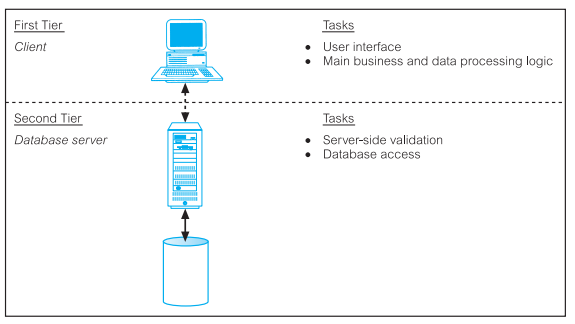 First Tier
Client
Tasks
• User interface
• Main business and data processing logic
Second Tier
Database server
Tasks
• Server-side validation
• Database access